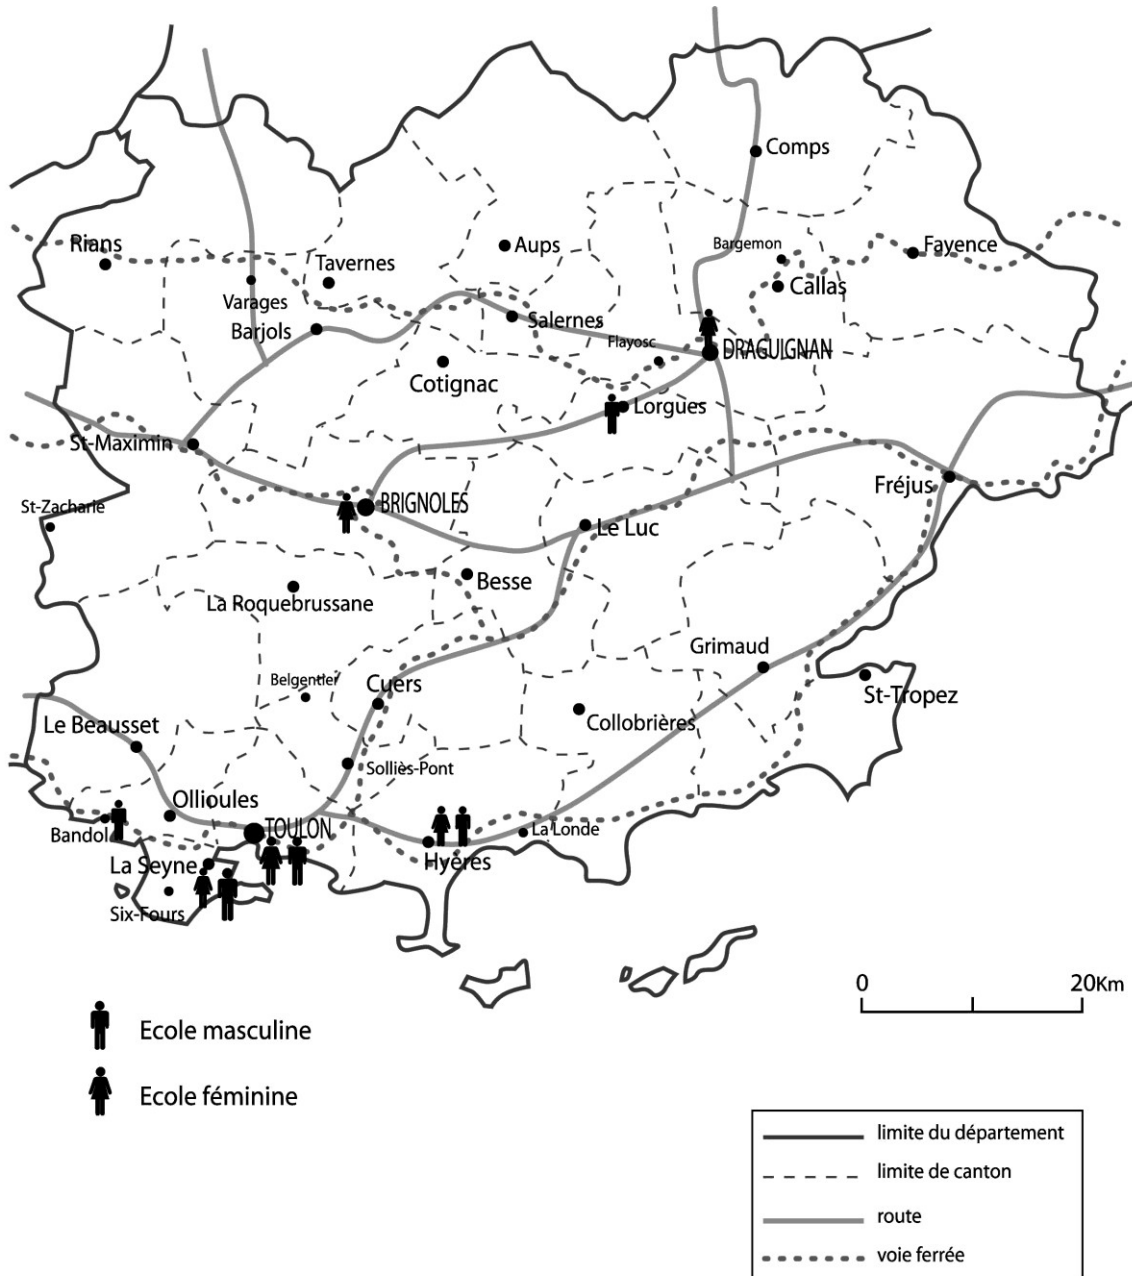 Comps
Rians
Aups
Bargemon
Fayence
Tavernes
Callas
Varages
Barjols
Salernes
Flayosc
DRAGUIGNAN
Cotignac
Lorgues
St-Maximin
Fréjus
St-Zacharie
BRIGNOLES
Le Luc
Besse
La Roquebrussane
Grimaud
Belgentier
Cuers
St-Tropez
Collobrières
Le Beausset
Solliès-Pont
Ollioules
Bandol
TOULON
La Londe
La Seyne
Hyères
Six-Fours
0 20Km
Ecole masculine
Ecole féminine
limite du département
limite de canton
route
voie ferrée